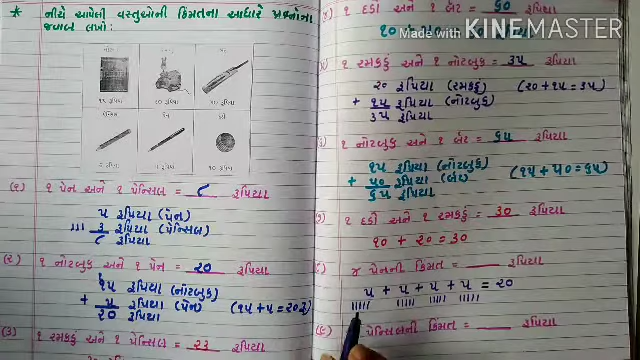 * નીચે આપેલી વસ્તુઓની કિંમતના આધારે પ્રશ્નોના
જવાબ લખો:
૧૫ રૂપિયા
૨૦ રૂપિયા
૫૦ રૂપિયા
૩ રૂપિયા
૫ રૂપિયા
૧૦ રૂપિયા
(૧) ૧ પેન અને ૧ પેન્સિલ = ૮ રૂપિયા
૫ રૂપિયા (પેન)
૩ રૂપિયા (પેન્સિલ)
૮ રૂપિયા
(૨) ૧ નોટબુક અને ૧ પેન = ૨૦ રૂપિયા
૧૫ રૂપિયા (નોટબુક)
+ ૫ રૂપિયા (પેન) (૧૫+૫=૨૦રૂ)
૨૦ રૂપિયા
(૩) ૧ રમકડું અને ૧ પેન્સિલ = ૨૩ રૂપિયા
૧ દડો અને ૧ બેટ = ૬૦ રૂપિયા
Made with KINEMASTER
૧ રમકડું અને ૧ નોટબુક = ૩૫ રૂપિયા
૨૦ રૂપિયા (રમકડું) (૨૦+૧૫=૩૫)
+ ૧૫ રૂપિયા (નોટબુક)
૩૫ રૂપિયા
૧ નોટબુક અને ૧ બેટ = ૬૫ રૂપિયા
૧૫ રૂપિયા (નોટબુક)
+ ૫૦ રૂપિયા (બેટ) (૧૫+૫૦=૬૫)
૬૫ રૂપિયા
(૭) ૧ દડો અને ૧ રમકડું = ૩૦ રૂપિયા
૧૦ + ૨૦ = ૩૦
(૮) ૪ પેનની કિંમત = રૂપિયા
૫ + ૫ + ૫ + ૫ = ૨૦
(૯) પેન્સિલની કિંમત = રૂપિયા